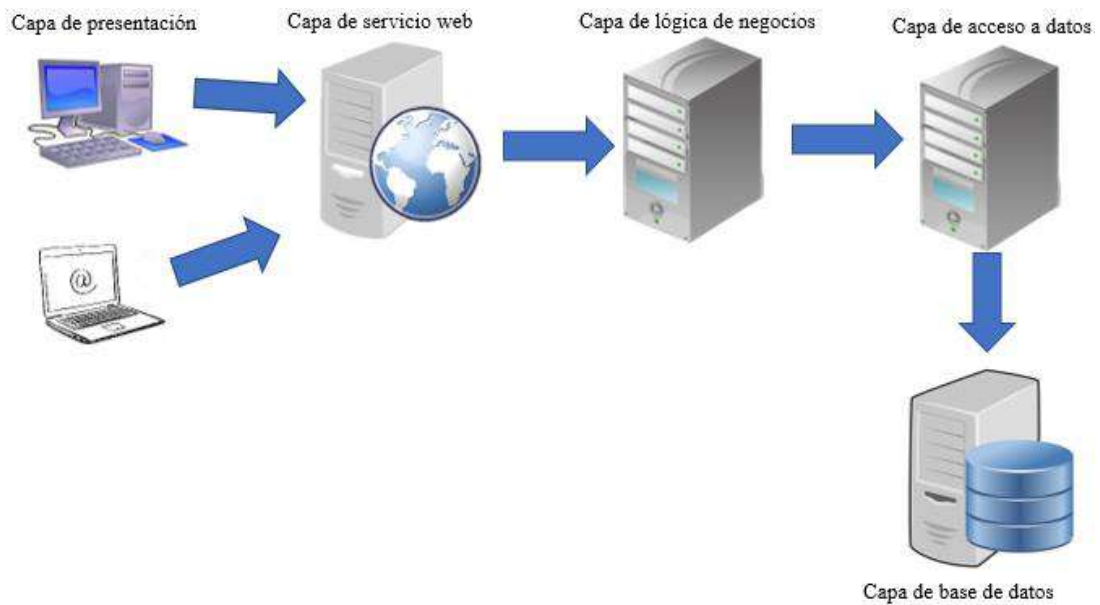 Capa de presentación
Capa de servicio web
Capa de lógica de negocios
Capa de acceso a datos
@
Capa de base de datos